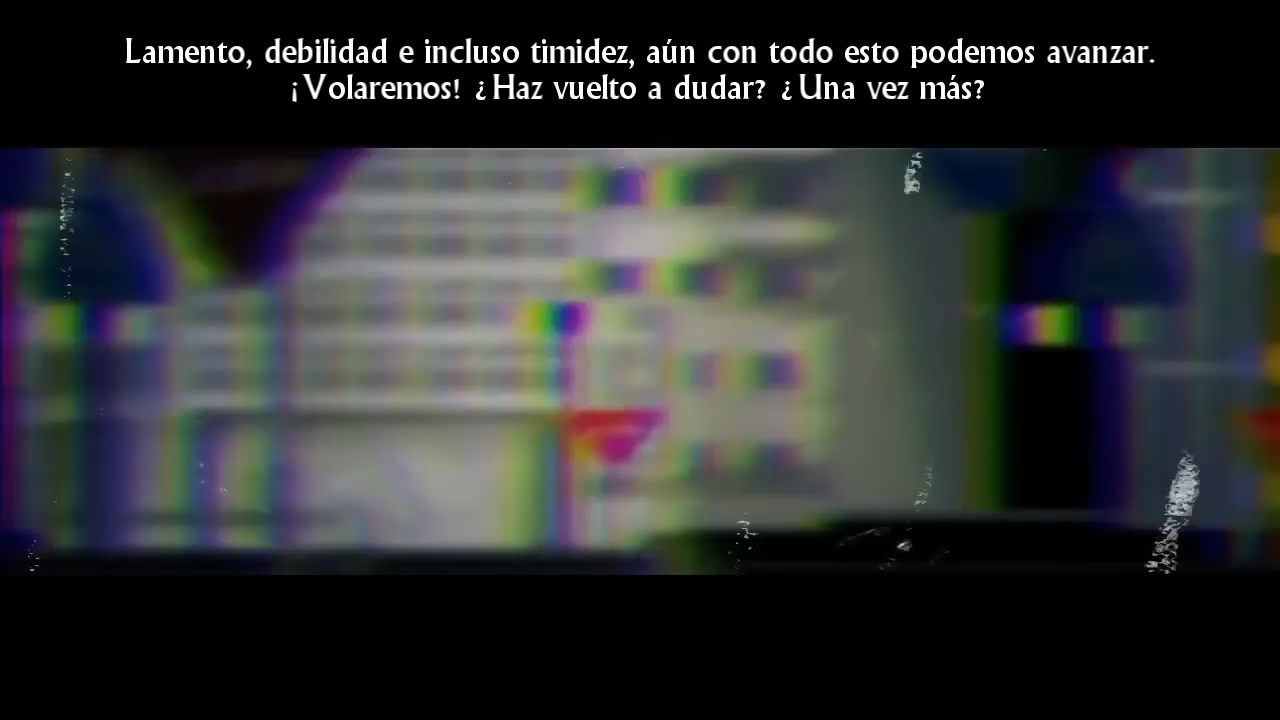 Lamento, debilidad e incluso timidez, aún con todo esto podemos avanzar.
¡Volaremos! ¿Haz vuelto a dudar? ¿Una vez más?